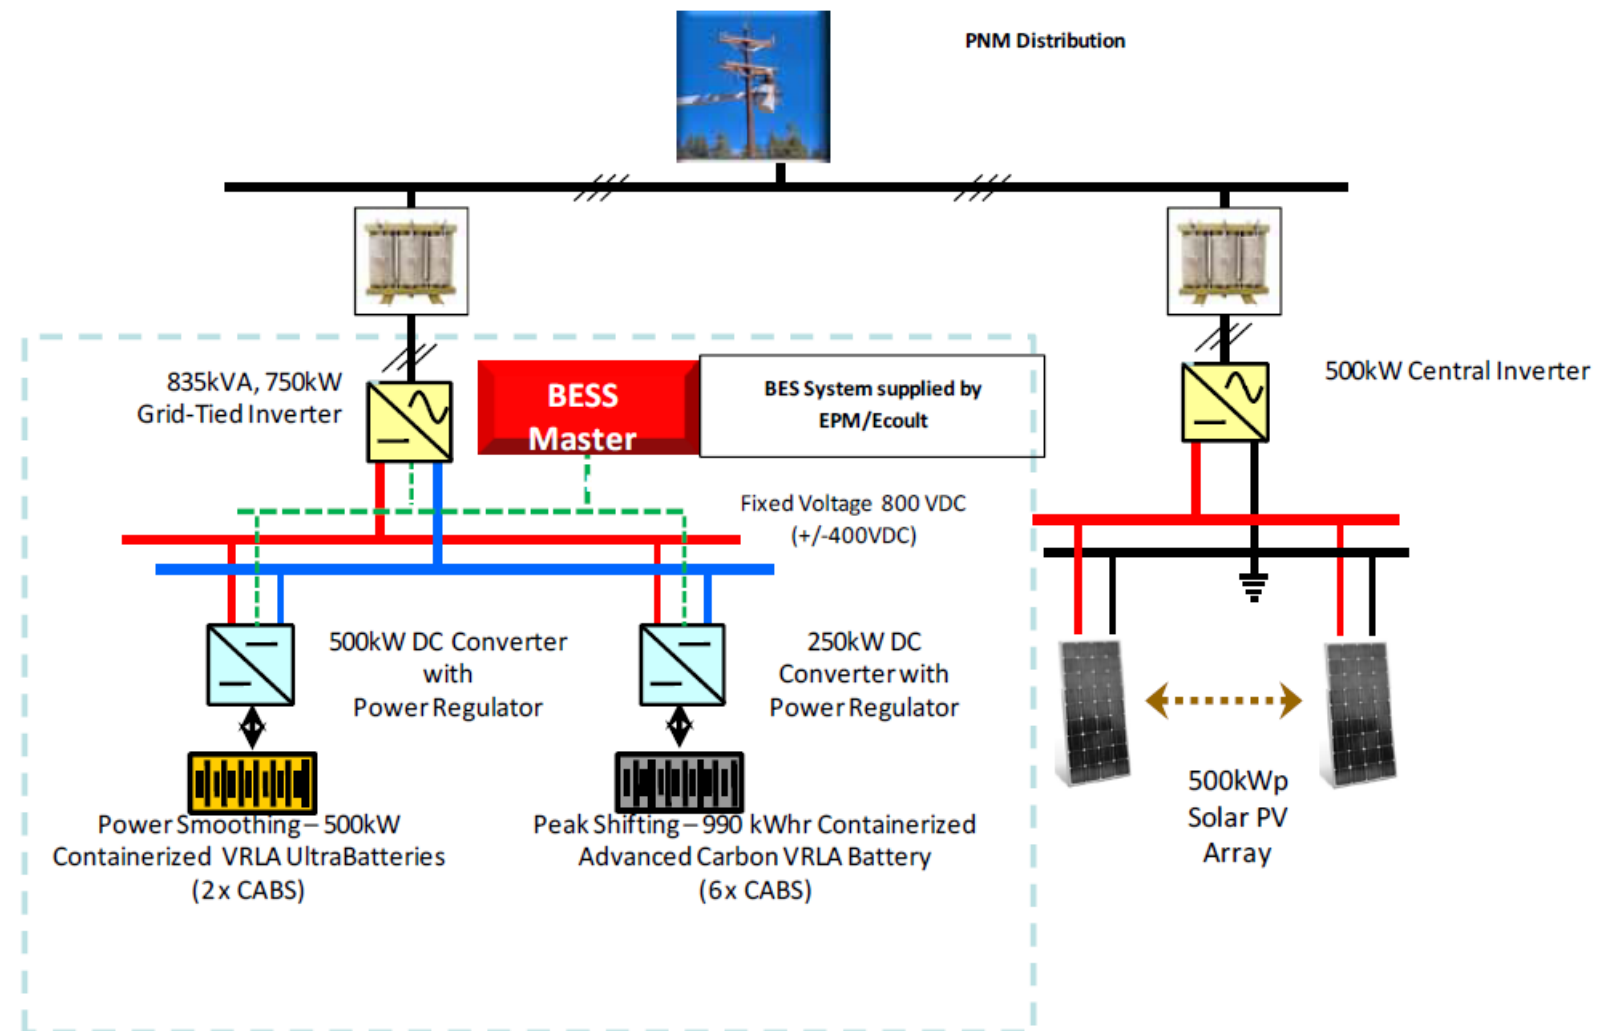 PNM Distribution
835kVA, 750kW
Grid-Tied Inverter
BESS
Master
BES System supplied by
EPM/Ecoult
500kW Central Inverter
Fixed Voltage 800 VDC
(+/-400VDC)
500kW DC Converter
with
Power Regulator
250kW DC
Converter with
Power Regulator
Power Smoothing – 500kW
Containerized VRLA UltraBatteries
(2x CABS)
Peak Shifting – 990 kWhr Containerized
Advanced Carbon VRLA Battery
(6x CABS)
500kWp
Solar PV
Array